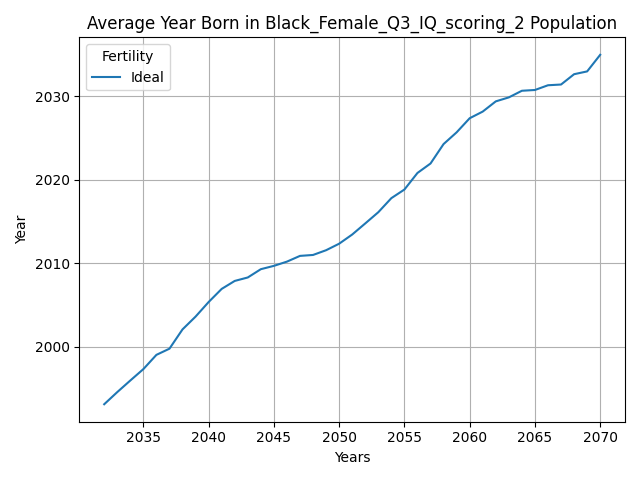 Average Year Born in Black_Female_Q3_IQ_scoring_2 Population
Fertility
Ideal
Year
2030
2020
2010
2000
2035 2040 2045 2050 2055 2060 2065 2070
Years